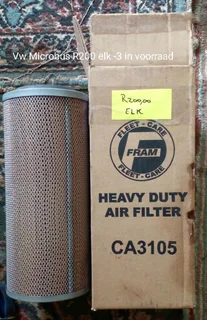 Vw Microbus R200 elk -3 in voorraad
R200,00
ELK
FLEET-CARE
FRAM
FLEET-CARE
HEAVY DUTY
AIR FILTER
CA3105